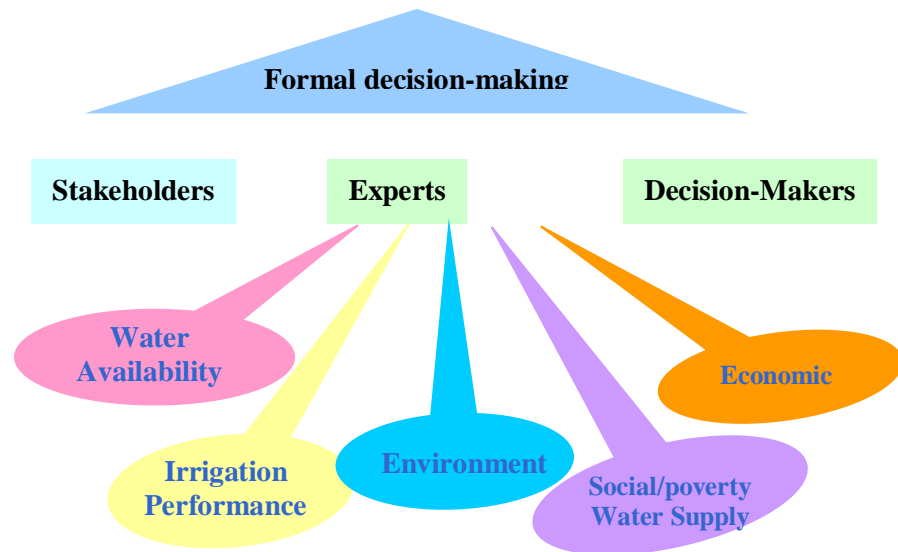 Formal decision-making
Stakeholders
Experts
Decision-Makers
Water
Availability
Economic
Irrigation
Performance
Environment
Social/poverty
Water Supply